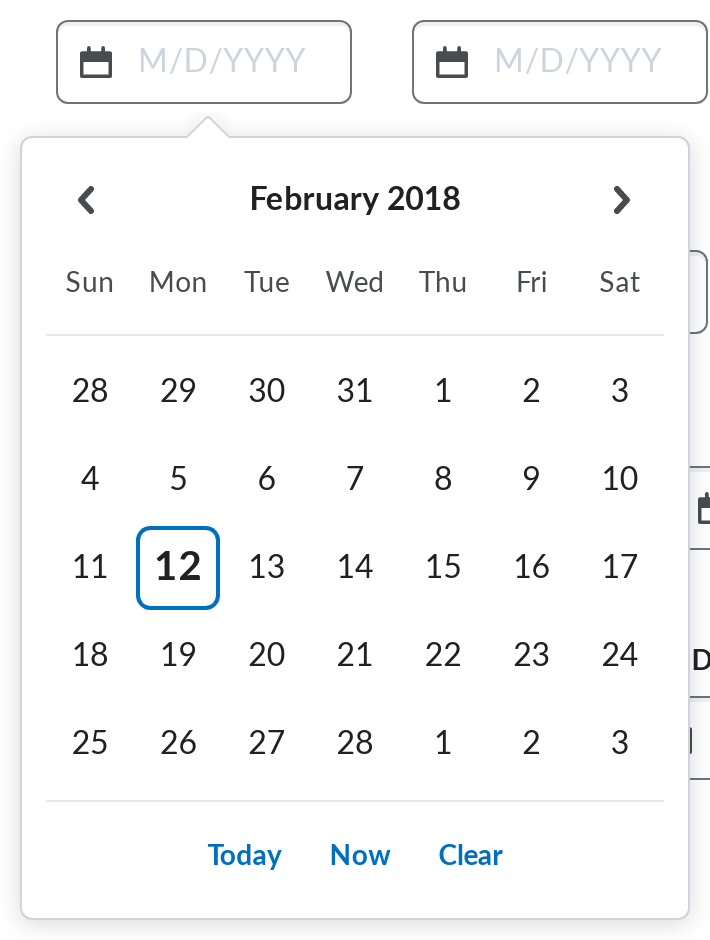 M/D/YYYY M/D/YYYY
February 2018
Sun Mon Tue Wed Thu Fri Sat
28 29 30 31 1 2 3
4 5 6 7 8 9 10
11 12 13 14 15 16 17
18 19 20 21 22 23 24
D
25 26 27 28 1 2 3
Today Now Clear